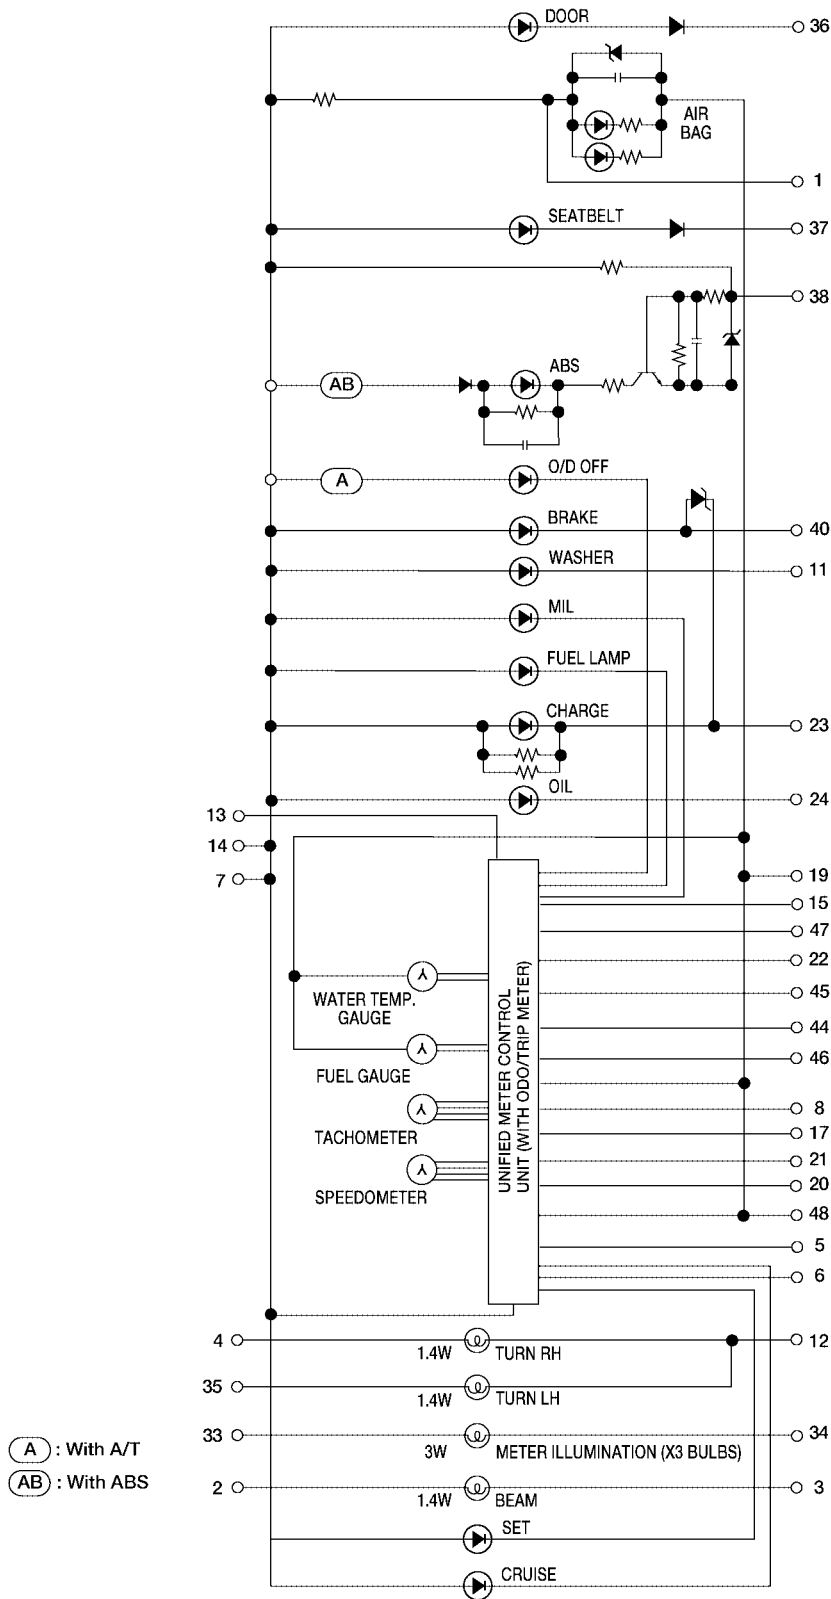 DOOR
36
AIR
BAG
1
SEATBELT
37
38
ABS
AB
O/D OFF
A
BRAKE
40
WASHER
11
MIL
FUEL LAMP
CHARGE
23
OIL
24
13
14
7
19
15
47
22
45
44
46
8
17
21
20
48
5
6
WATER TEMP.
GAUGE
FUEL GAUGE
TACHOMETER
SPEEDOMETER
UNIFIED METER CONTROL
UNIT (WITH ODO/TRIP METER)
4
1.4W
TURN RH
12
35
1.4W
TURN LH
33
3W
METER ILLUMINATION (X3 BULBS)
34
2
1.4W
BEAM
3
SET
CRUISE
A : With A/T
AB : With ABS